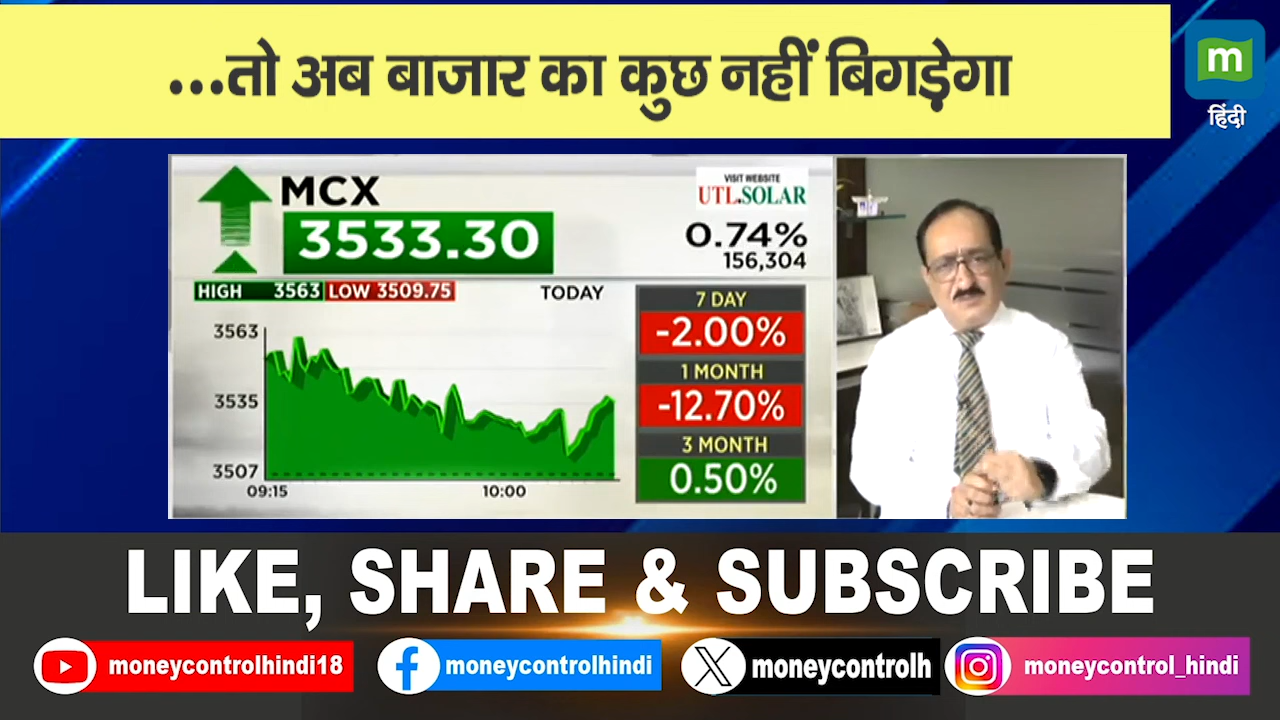 ...तो अब बाजार का कुछ नहीं बिगड़ेगा
m
हिंदी
MCX
3533.30
VISIT WEBSITE
UTL.SOLAR
0.74%
156,304
HIGH 3563 LOW 3509.75
TODAY
3563
3535
3507
09:15 10:00
7 DAY
-2.00%
1 MONTH
-12.70%
3 MONTH
0.50%
LIKE, SHARE & SUBSCRIBE
moneycontrolhindi18 moneycontrolhindi moneycontrolh moneycontrol_hindi